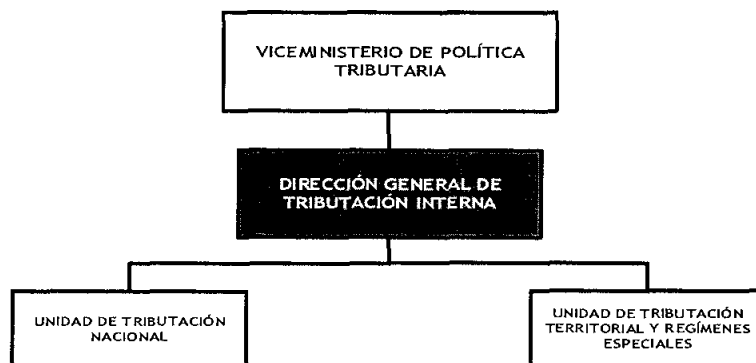 VICEMINISTERIO DE POLÍTICA
TRIBUTARIA
DIRECCIÓN GENERAL DE
TRIBUTACIÓN INTERNA
UNIDAD DE TRIBUTACIÓN
NACIONAL
UNIDAD DE TRIBUTACIÓN
TERRITORIAL Y REGÍMENES
ESPECIALES